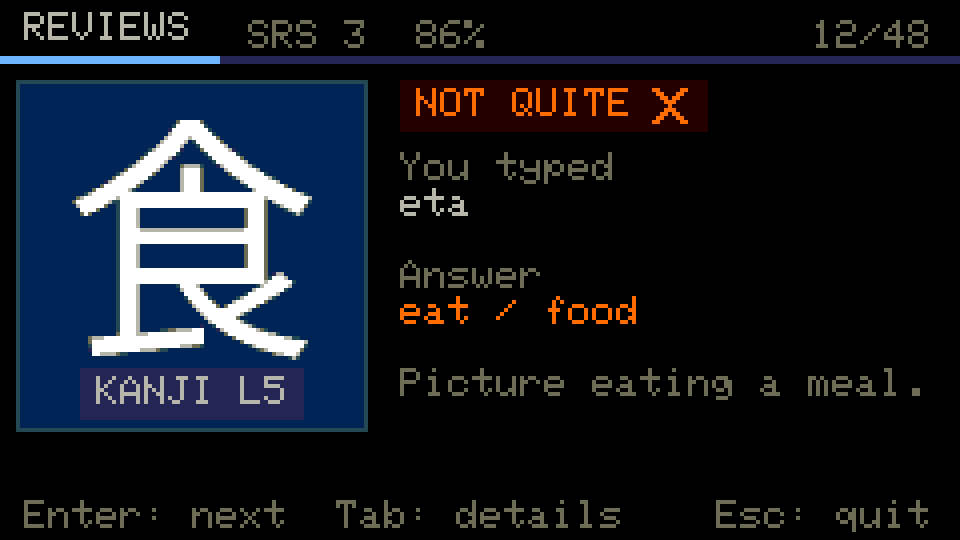 REVIEWS SRS 3 86% 12/48
食
KANJI L5
NOT QUITE X
You typed
eta
Answer
eat / food
Picture eating a meal.
Enter: next Tab: details Esc: quit